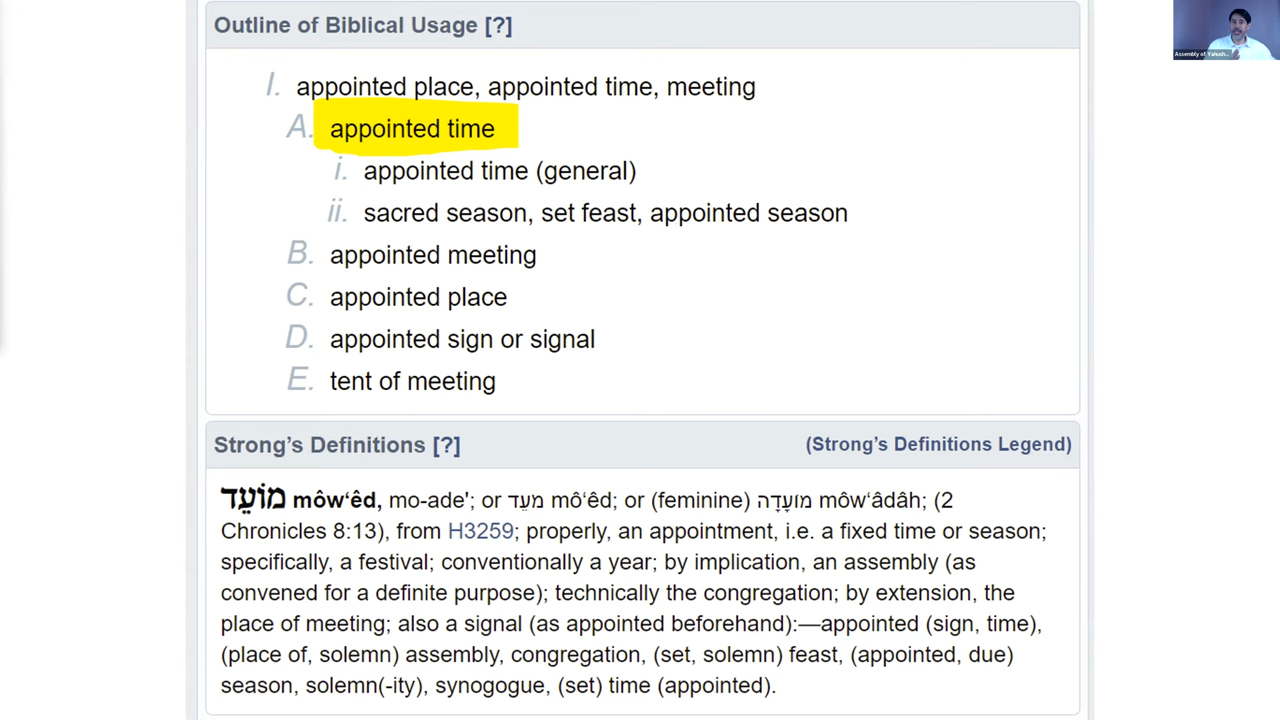 Outline of Biblical Usage [?]
I. appointed place, appointed time, meeting
A. appointed time
i. appointed time (general)
ii. sacred season, set feast, appointed season
B. appointed meeting
C. appointed place
D. appointed sign or signal
E. tent of meeting
Strong's Definitions [?] (Strong's Definitions Legend)
מוֹעֵד môwʻêd, mo-ade'; or מֹעֵד môʻêd; or (feminine) מוֹעָדָה môwʻâdâh; (2
Chronicles 8:13), from H3259; properly, an appointment, i.e. a fixed time or season;
specifically, a festival; conventionally a year; by implication, an assembly (as
convened for a definite purpose); technically the congregation; by extension, the
place of meeting; also a signal (as appointed beforehand):—appointed (sign, time),
(place of, solemn) assembly, congregation, (set, solemn) feast, (appointed, due)
season, solemn(-ity), synogogue, (set) time (appointed).
Assembly of Yahush...